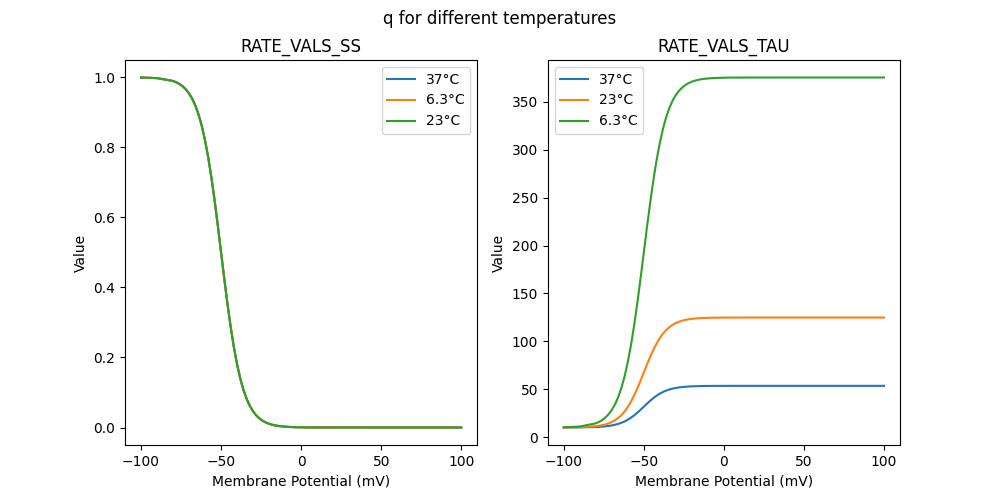 q for different temperatures
RATE_VALS_SS
1.0
0.8
0.6
0.4
0.2
0.0
Value
−100
−50
0
50
100
Membrane Potential (mV)
37°C
6.3°C
23°C
RATE_VALS_TAU
350
300
250
200
150
100
50
0
Value
−100
−50
0
50
100
Membrane Potential (mV)
37°C
23°C
6.3°C